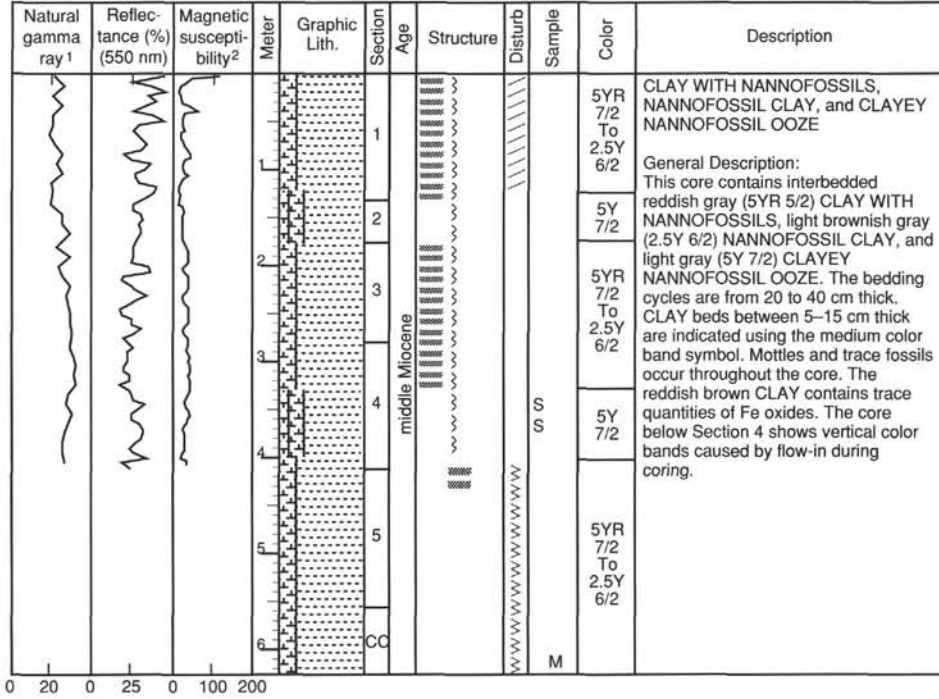 Natural gamma ray 1
Reflec-tance (%) (550 nm)
Magnetic suscepti-bility2
Meter
Graphic Lith.
Section
Age
Structure
Disturb
Sample
Color
Description
1
2
3
4
5
6
1
2
3
4
5
CC
middle Miocene
S
S
M
5YR
7/2
To
2.5Y
6/2
5Y
7/2
5YR
7/2
To
2.5Y
6/2
5Y
7/2
5YR
7/2
To
2.5Y
6/2
CLAY WITH NANNOFOSSILS,
NANNOFOSSIL CLAY, and CLAYEY
NANNOFOSSIL OOZE
General Description:
This core contains interbedded
reddish gray (5YR 5/2) CLAY WITH
NANNOFOSSILS, light brownish gray
(2.5Y 6/2) NANNOFOSSIL CLAY, and
light gray (5Y 7/2) CLAYEY
NANNOFOSSIL OOZE. The bedding
cycles are from 20 to 40 cm thick.
CLAY beds between 5–15 cm thick
are indicated using the medium color
band symbol. Mottles and trace fossils
occur throughout the core. The
reddish brown CLAY contains trace
quantities of Fe oxides. The core
below Section 4 shows vertical color
bands caused by flow-in during
coring.
0 20 0 25 0 100 200